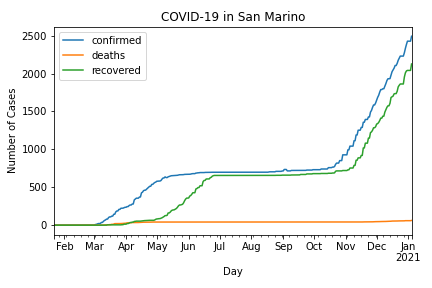 COVID-19 in San Marino
confirmed
deaths
recovered
Number of Cases
2500
2000
1500
1000
500
0
Feb Mar Apr May Jun Jul Aug Sep Oct Nov Dec Jan
2021
Day